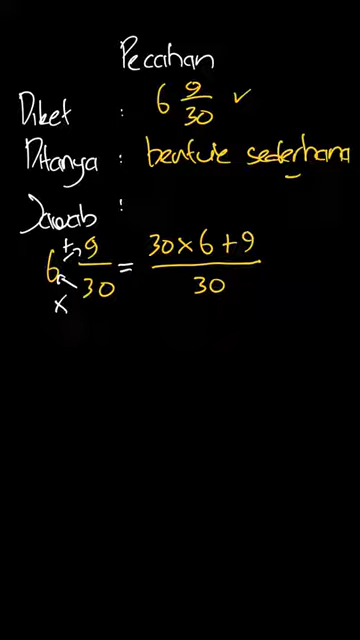 Pecahan
Diket : 6 9/30 ✓
Ditanya : bentuk sederhana
Jawab :
6 9/30 = (30 x 6 + 9)/30
+
x